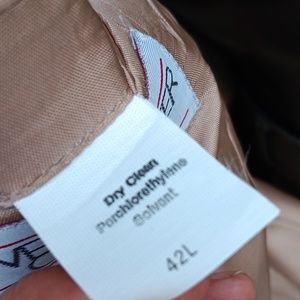 Dry Clean
Perchlorethylene
Solvent
42L